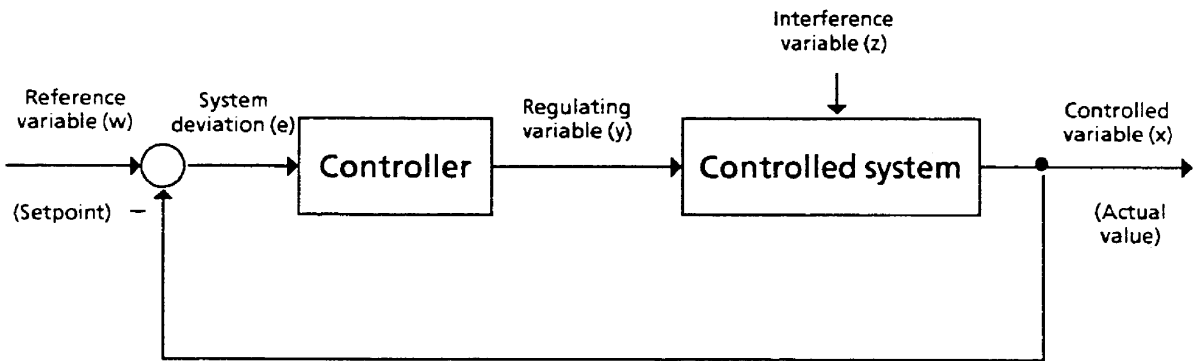 Interference
variable (z)
Reference
variable (w)
System
deviation (e)
Regulating
variable (y)
Controlled
variable (x)
Controller
Controlled system
(Setpoint) –
(Actual
value)